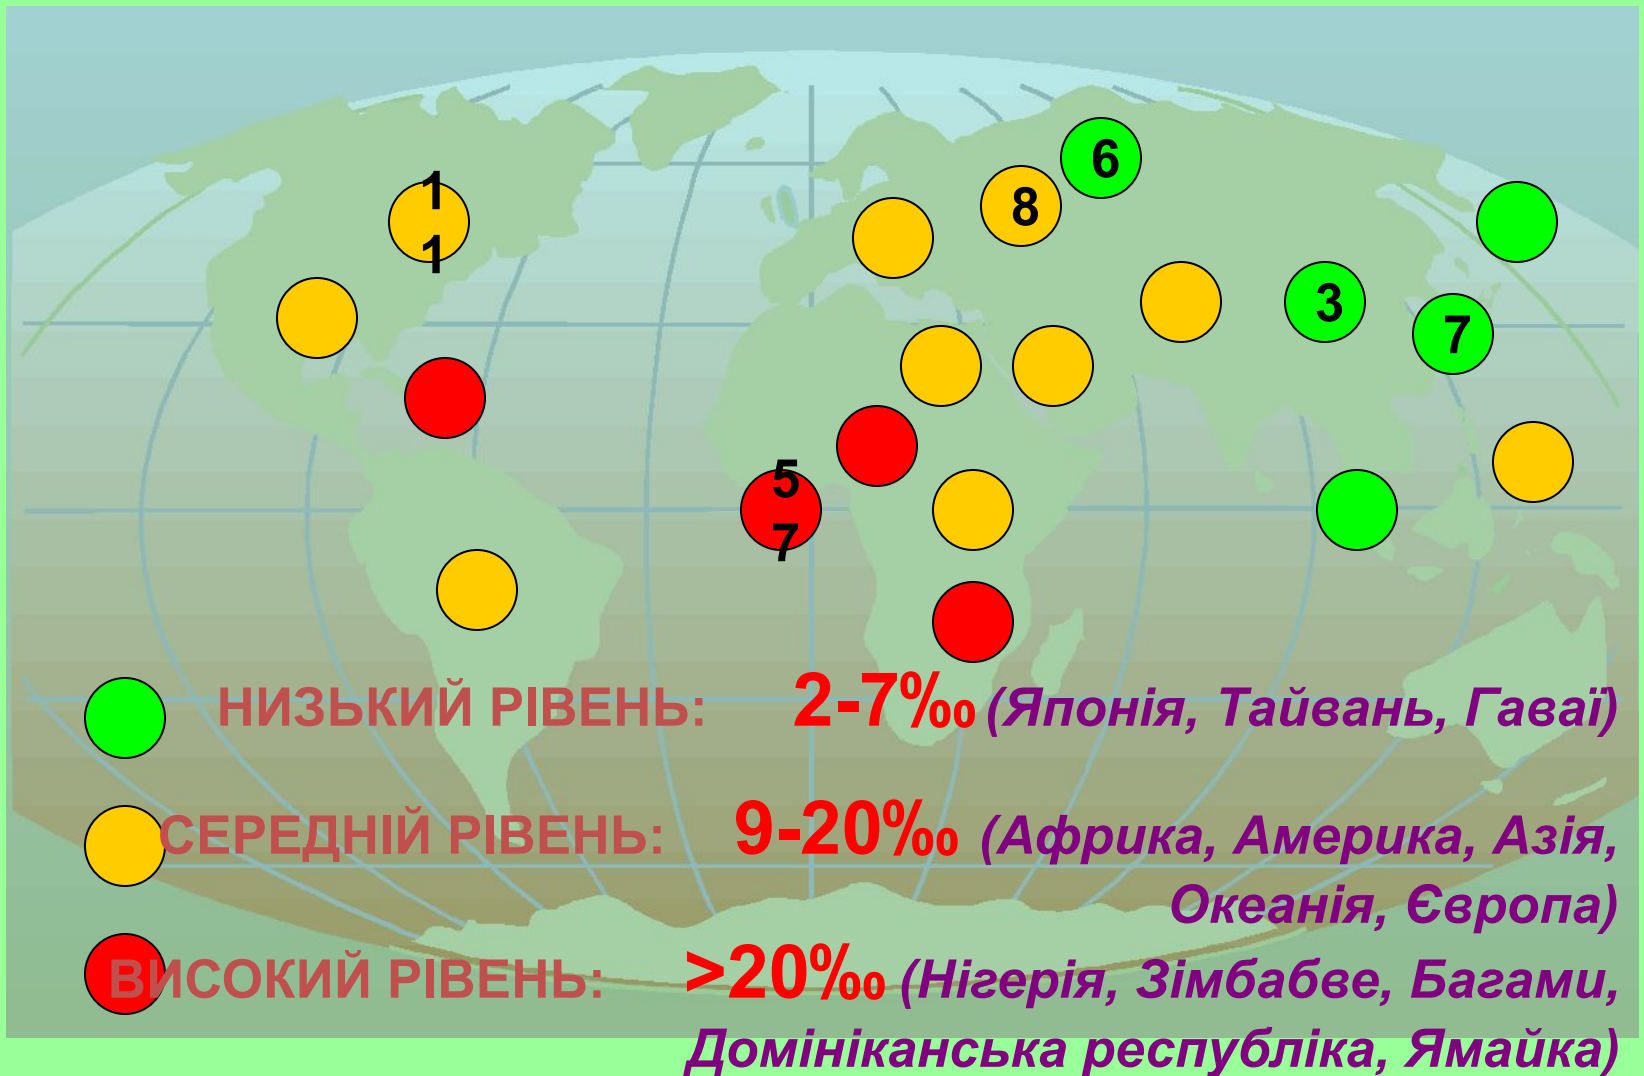 6
1
1
8
3
7
5
7
НИЗЬКИЙ РІВЕНЬ: 2-7‰ (Японія, Тайвань, Гаваї)
СЕРЕДНІЙ РІВЕНЬ: 9-20‰ (Африка, Америка, Азія,
Океанія, Європа)
ВИСОКИЙ РІВЕНЬ: >20‰ (Нігерія, Зімбабве, Багами,
Домініканська республіка, Ямайка)